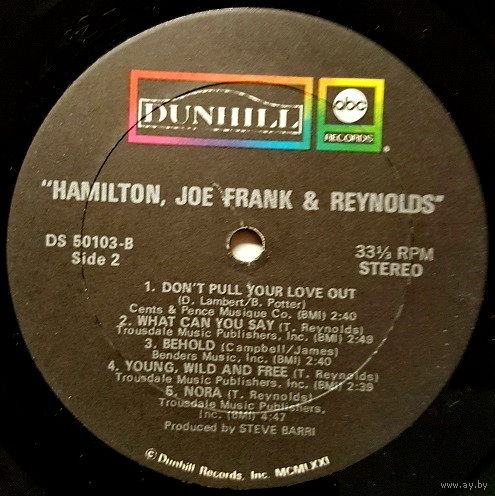 DUNHILL
abc
RECORDS
"HAMILTON, JOE FRANK & REYNOLDS"
DS 50103-B
Side 2
33⅓ RPM
STEREO
1. DON'T PULL YOUR LOVE OUT
(D. Lambert/B. Potter)
Cents & Pence Musique Co. (BMI) 2:40
2. WHAT CAN YOU SAY (T. Reynolds)
Trousdale Music Publishers, Inc. (BMI) 2:49
3. BEHOLD (Campbell/James)
Benders Music, Inc. (BMI) 2:40
4. YOUNG, WILD AND FREE (T. Reynolds)
Trousdale Music Publishers, Inc. (BMI) 2:39
5. NORA (T. Reynolds)
Trousdale Music Publishers,
Inc. (BMI) 4:47
Produced by STEVE BARRI
© Dunhill Records, Inc. MCMLXXI
www.ay.by